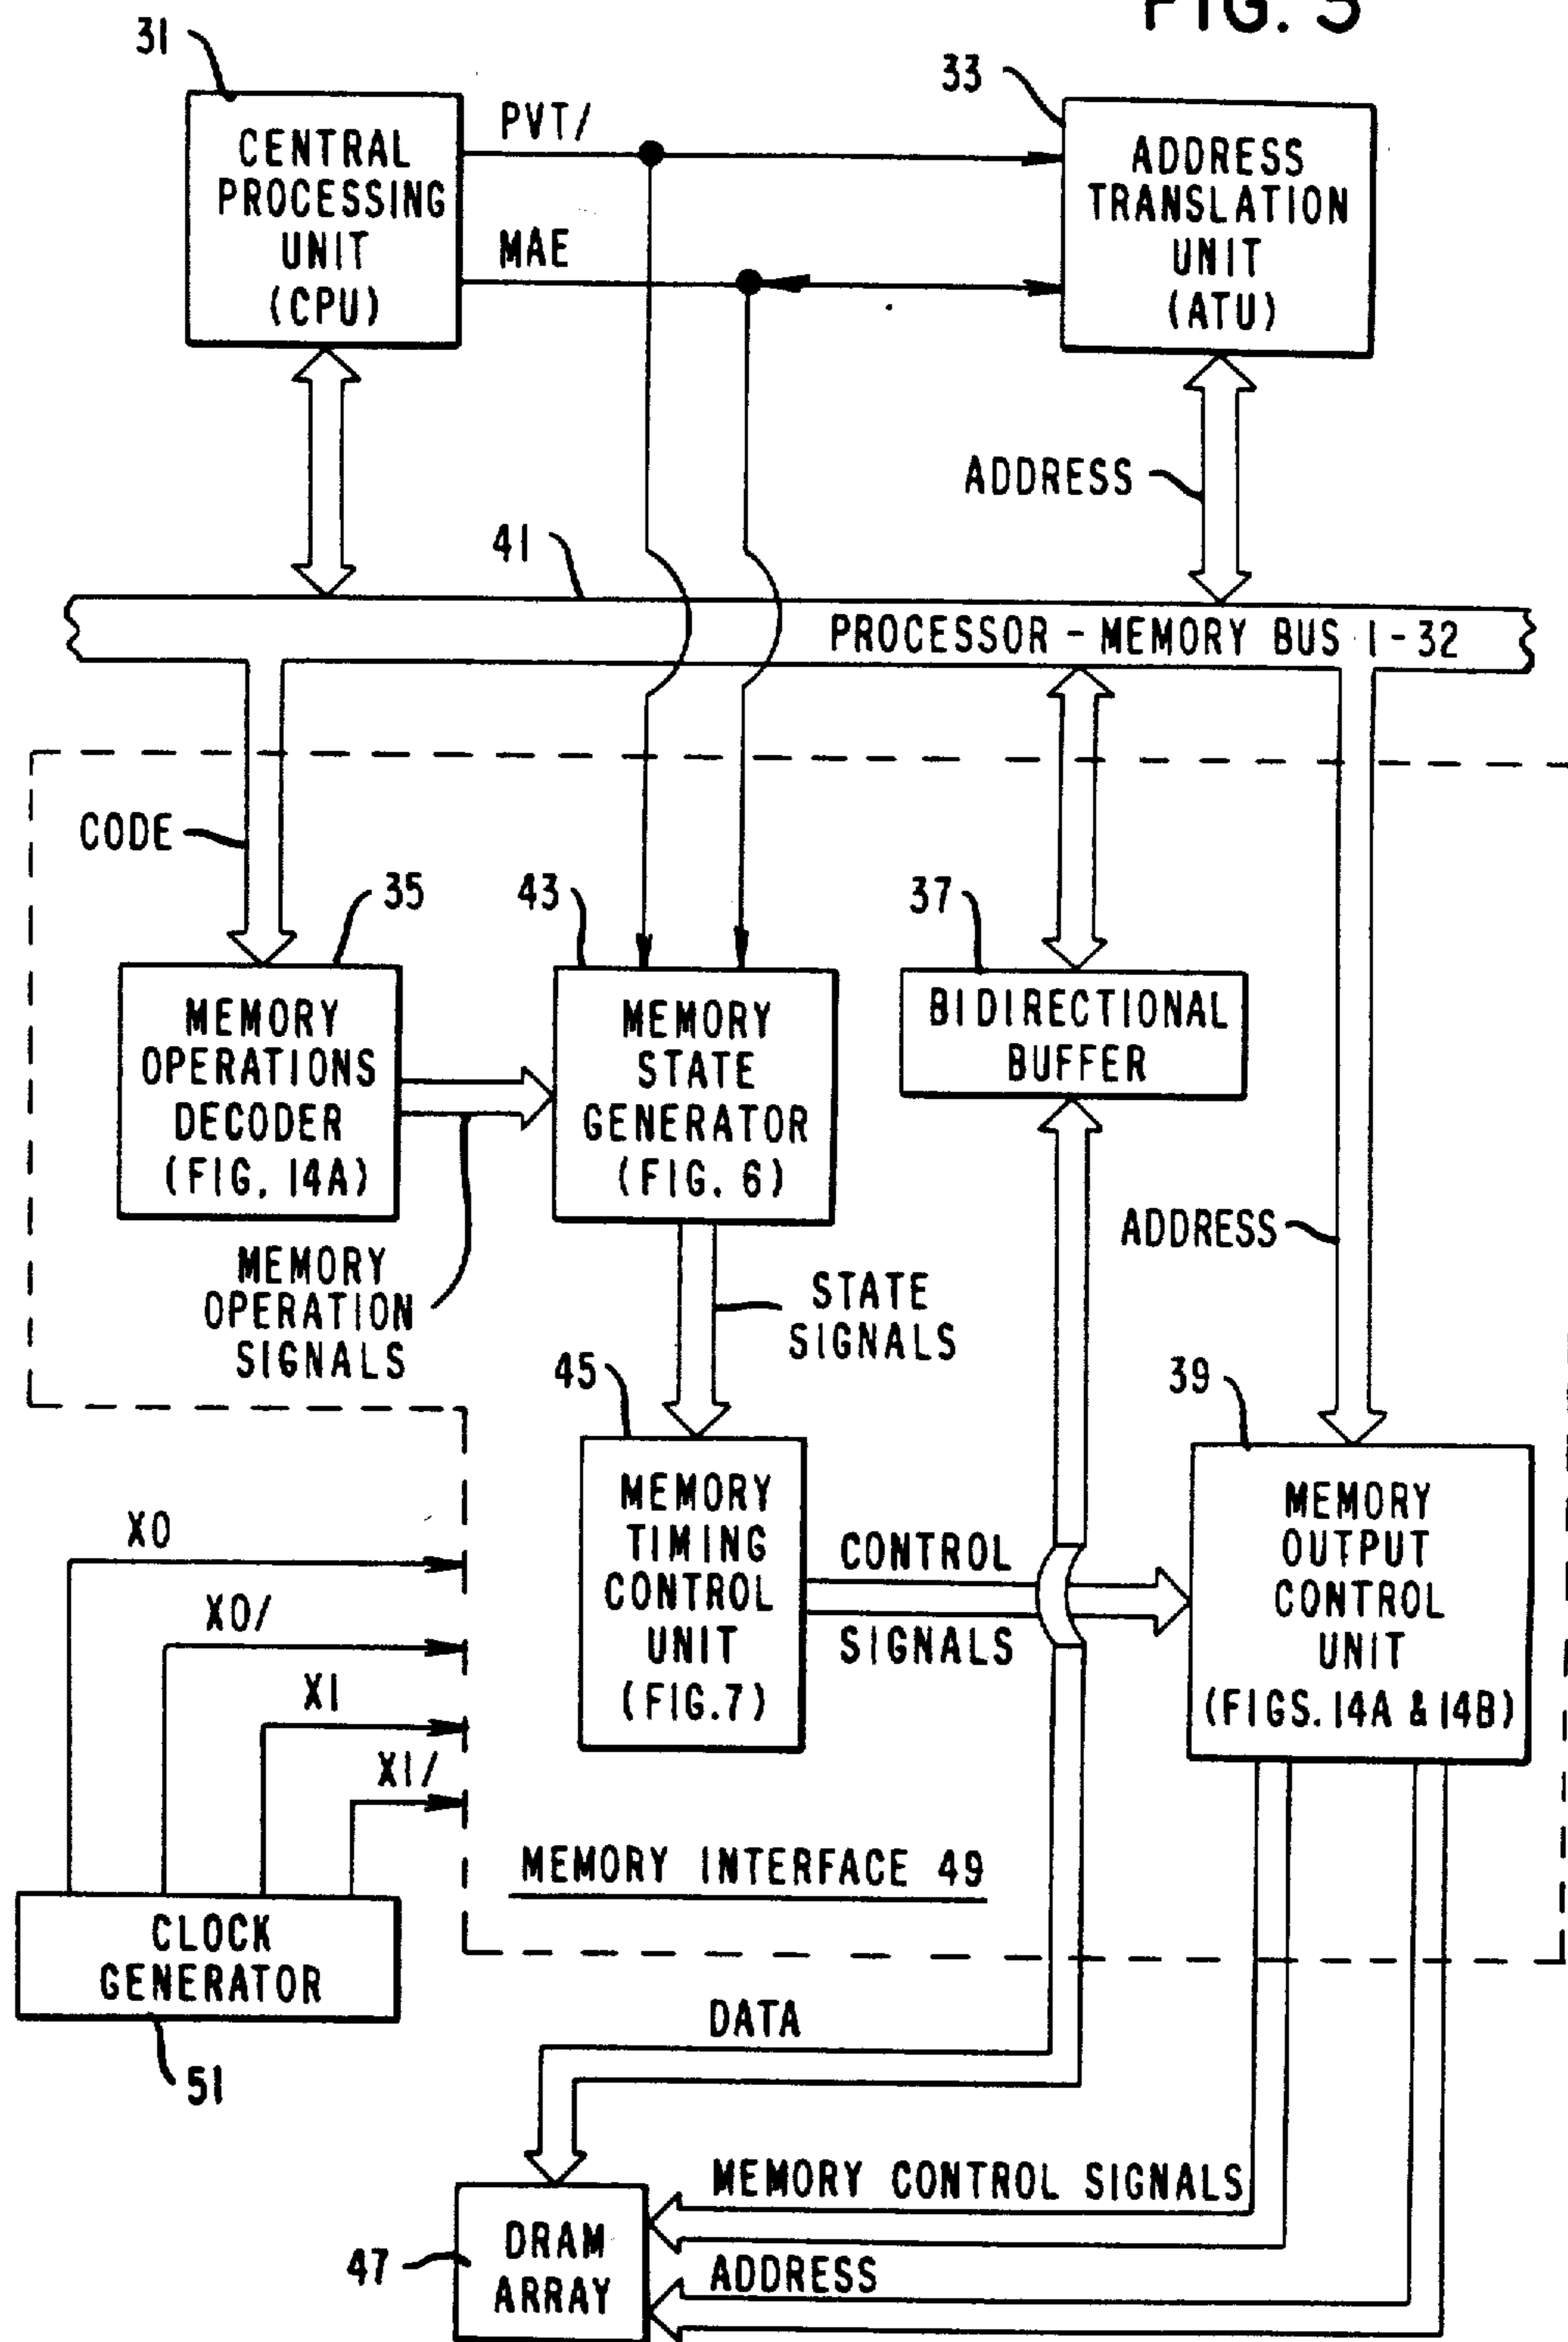 FIG. 5
31
33
CENTRAL
PROCESSING
UNIT
(CPU)
PVT/
MAE
ADDRESS
TRANSLATION
UNIT
(ATU)
ADDRESS
41
PROCESSOR - MEMORY BUS 1-32
CODE
35
43
37
MEMORY
OPERATIONS
DECODER
(FIG. 14A)
MEMORY
STATE
GENERATOR
(FIG. 6)
BIDIRECTIONAL
BUFFER
ADDRESS
MEMORY
OPERATION
SIGNALS
STATE
SIGNALS
45
39
MEMORY
TIMING
CONTROL
UNIT
(FIG.7)
CONTROL
SIGNALS
MEMORY
OUTPUT
CONTROL
UNIT
(FIGS. 14A & 14B)
X0
X0/
X1
X1/
MEMORY INTERFACE 49
CLOCK
GENERATOR
51
DATA
MEMORY CONTROL SIGNALS
47
DRAM
ARRAY
ADDRESS